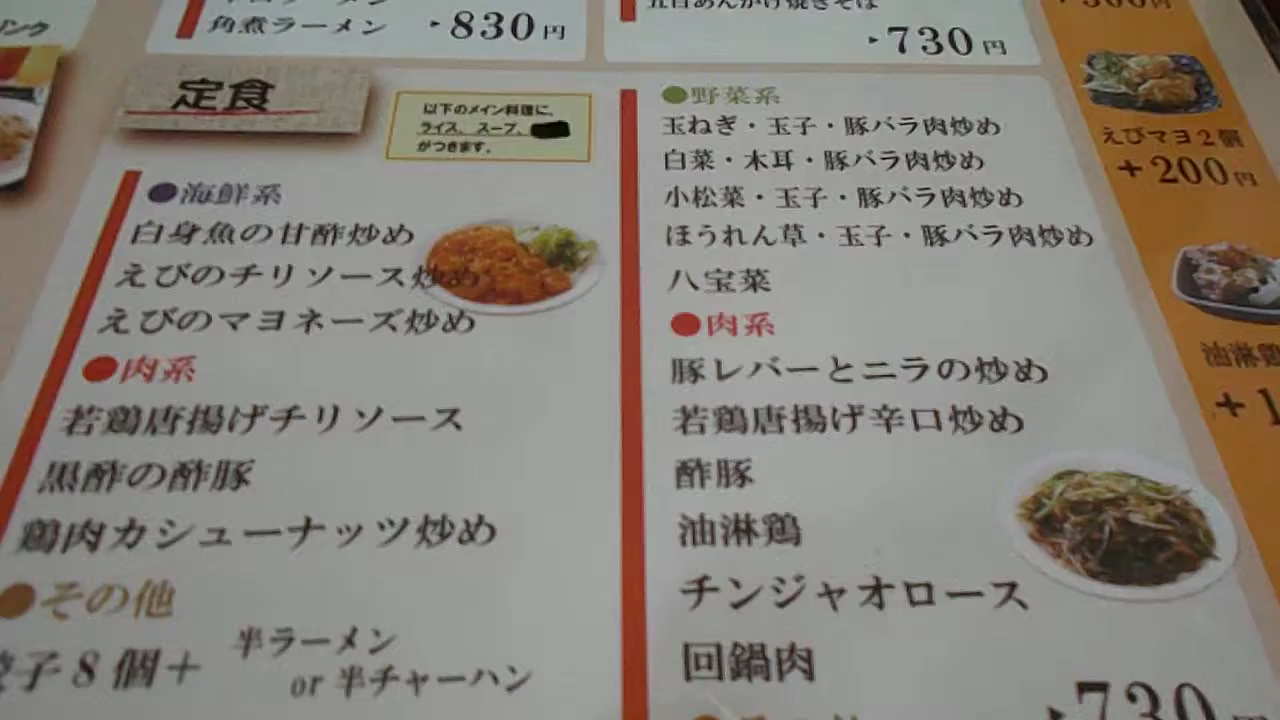 角煮ラーメン ▸830円
▸730円
定食
以下のメイン料理に、
ライス、スープ、
がつきます。
●海鮮系
白身魚の甘酢炒め
えびのチリソース炒め
えびのマヨネーズ炒め
●肉系
若鶏唐揚げチリソース
黒酢の酢豚
鶏肉カシューナッツ炒め
●その他
子8個+ 半ラーメン
or 半チャーハン
●野菜系
玉ねぎ・玉子・豚バラ肉炒め
白菜・木耳・豚バラ肉炒め
小松菜・玉子・豚バラ肉炒め
ほうれん草・玉子・豚バラ肉炒め
八宝菜
●肉系
豚レバーとニラの炒め
若鶏唐揚げ辛口炒め
酢豚
油淋鶏
チンジャオロース
回鍋肉
▸730
えびマヨ2個
+200円
油淋鶏
+1